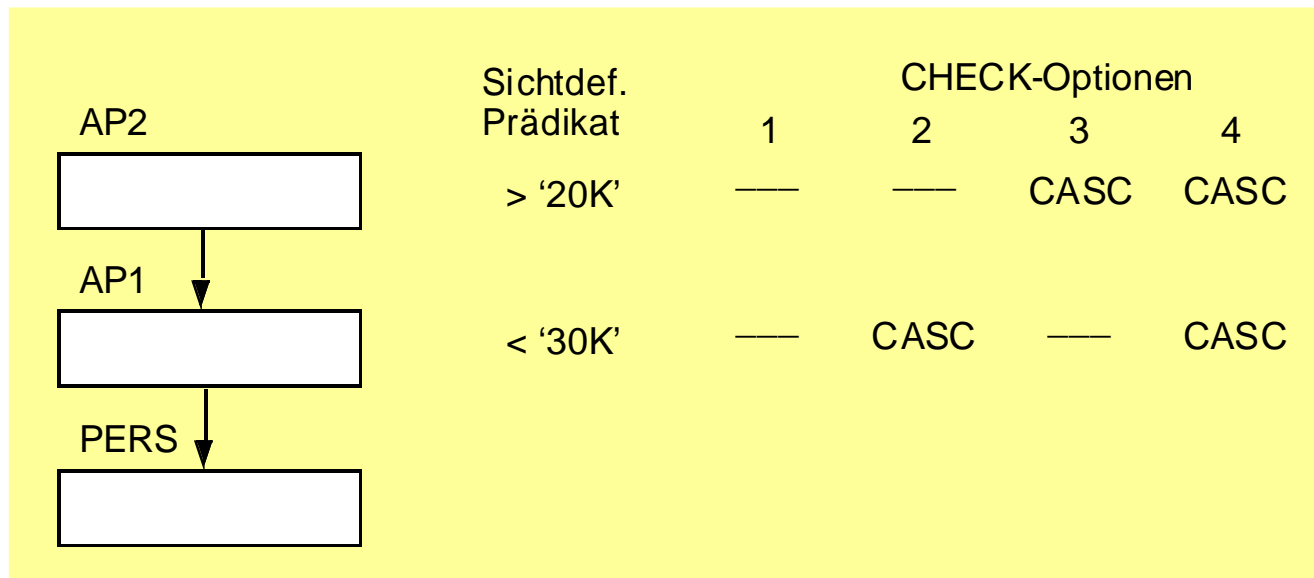 Sichtdef. CHECK-Optionen
AP2 Prädikat 1 2 3 4
> ‘20K’ — — CASC CASC
AP1
< ‘30K’ — CASC — CASC
PERS